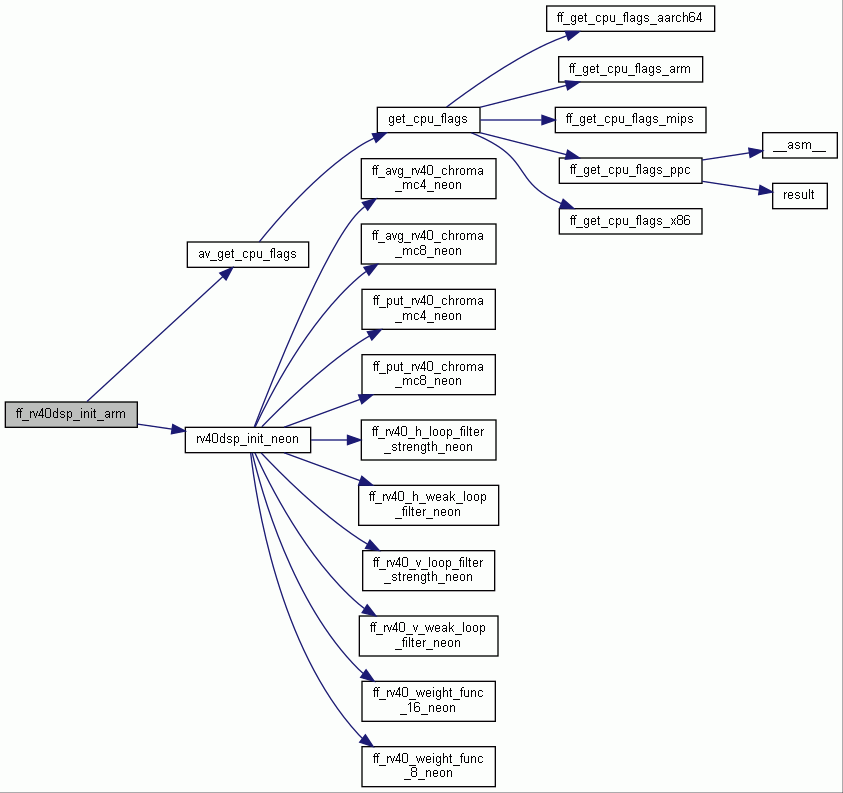 ff_get_cpu_flags_aarch64
ff_get_cpu_flags_arm
get_cpu_flags
ff_get_cpu_flags_mips
__asm__
ff_avg_rv40_chroma
_mc4_neon
ff_get_cpu_flags_ppc
result
ff_get_cpu_flags_x86
ff_avg_rv40_chroma
_mc8_neon
av_get_cpu_flags
ff_put_rv40_chroma
_mc4_neon
ff_put_rv40_chroma
_mc8_neon
ff_rv40dsp_init_arm
rv40dsp_init_neon
ff_rv40_h_loop_filter
_strength_neon
ff_rv40_h_weak_loop
_filter_neon
ff_rv40_v_loop_filter
_strength_neon
ff_rv40_v_weak_loop
_filter_neon
ff_rv40_weight_func
_16_neon
ff_rv40_weight_func
_8_neon